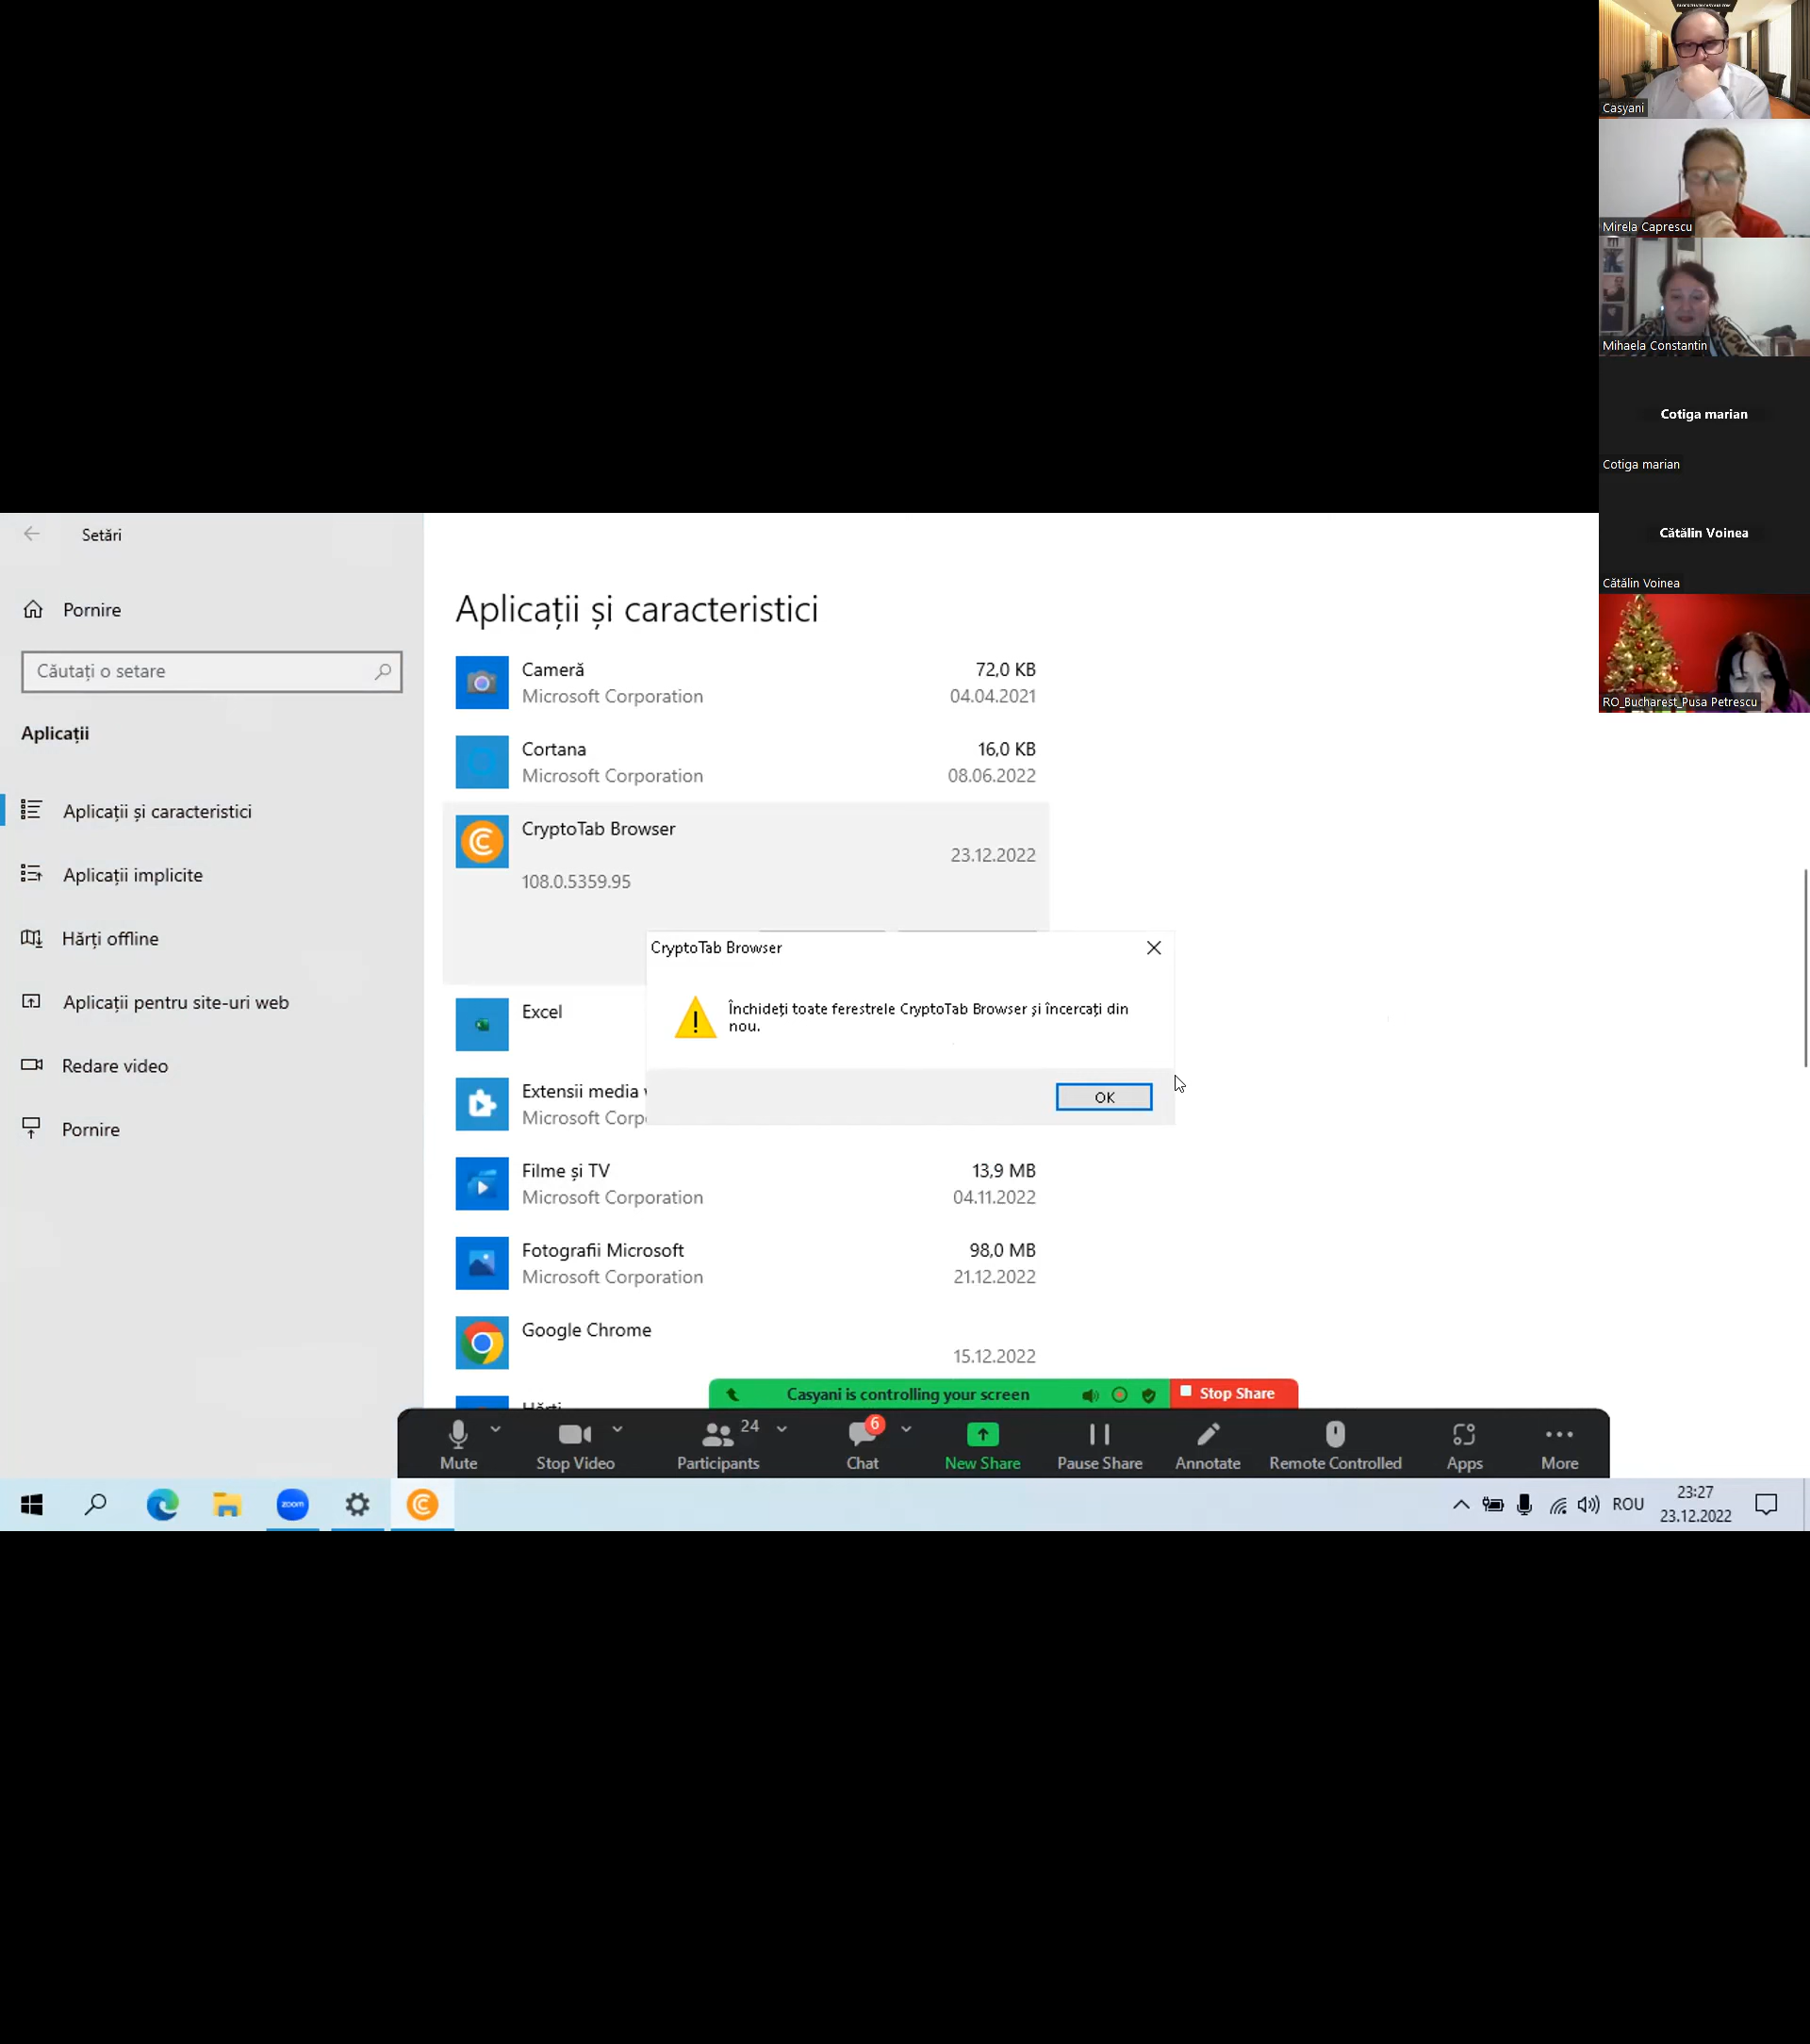 Casyani
Mirela Caprescu
Mihaela Constantin
Cotiga marian
Cotiga marian
Cătălin Voinea
Cătălin Voinea
RO_Bucharest_Pusa Petrescu
Setări
Pornire
Căutați o setare
Aplicații
Aplicații și caracteristici
Aplicații implicite
Hărți offline
Aplicații pentru site-uri web
Redare video
Pornire
Aplicații și caracteristici
Cameră 72,0 KB
Microsoft Corporation 04.04.2021
Cortana 16,0 KB
Microsoft Corporation 08.06.2022
CryptoTab Browser
23.12.2022
108.0.5359.95
CryptoTab Browser
Închideți toate ferestrele CryptoTab Browser și încercați din
nou.
OK
Excel
Extensii media
Microsoft Corp
Filme și TV 13,9 MB
Microsoft Corporation 04.11.2022
Fotografii Microsoft 98,0 MB
Microsoft Corporation 21.12.2022
Google Chrome
15.12.2022
Hărți
Casyani is controlling your screen Stop Share
24 6
Mute Stop Video Participants Chat New Share Pause Share Annotate Remote Controlled Apps More
zoom
ROU
23:27
23.12.2022